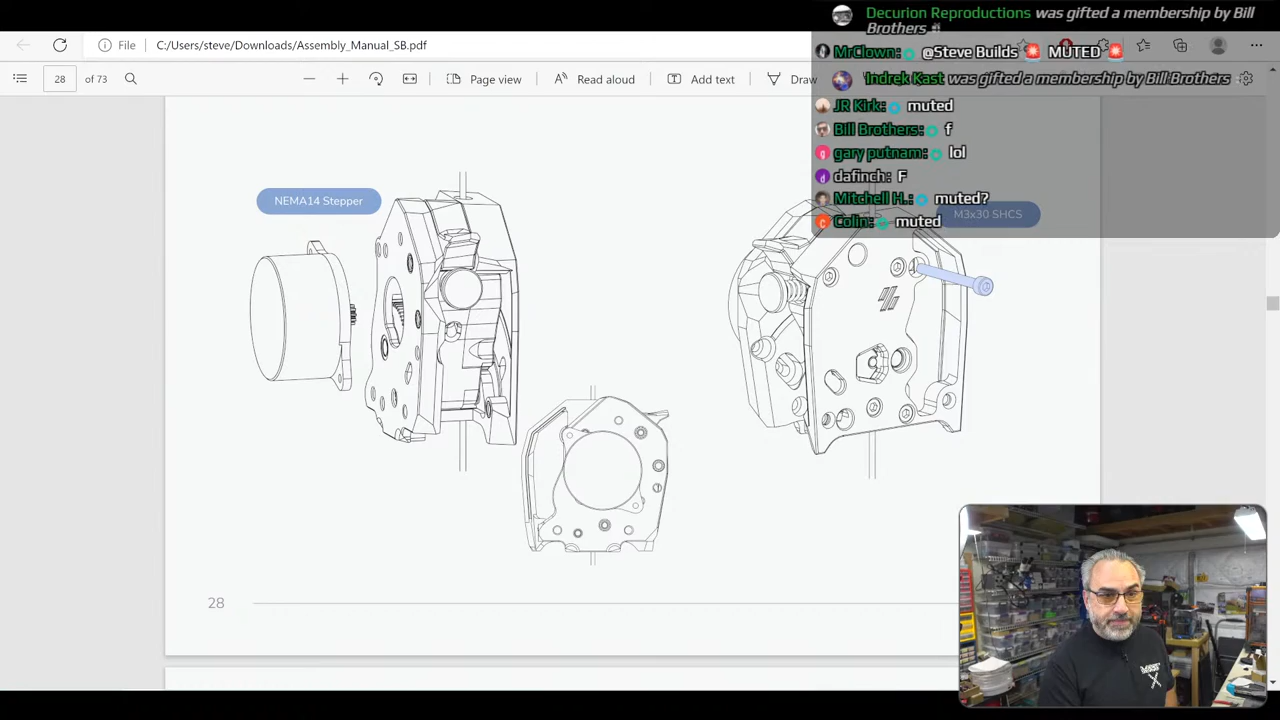 Decurion Reproductions was gifted a membership by Bill
Brothers
File C:/Users/steve/Downloads/Assembly_Manual_SB.pdf
MrClown: @Steve Builds MUTED
28 of 73 Page view Read aloud Add text Draw
Indrek Kast was gifted a membership by Bill Brothers
JR Kirk: muted
Bill Brothers: f
gary putnam: lol
dafinch: F
Mitchell H.: muted?
Colin: muted
NEMA14 Stepper
M3x30 SHCS
28